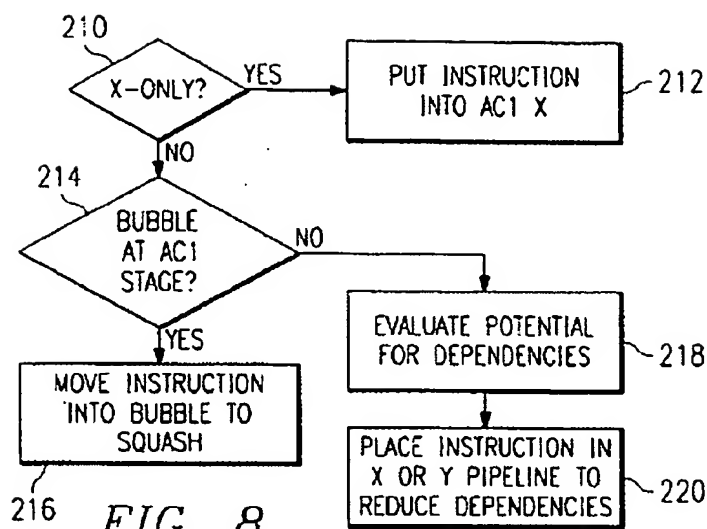 210
X-ONLY?
YES
PUT INSTRUCTION
INTO AC1 X
212
NO
214
BUBBLE
AT AC1
STAGE?
NO
YES
EVALUATE POTENTIAL
FOR DEPENDENCIES
218
MOVE INSTRUCTION
INTO BUBBLE TO
SQUASH
216
PLACE INSTRUCTION IN
X OR Y PIPELINE TO
REDUCE DEPENDENCIES
220
FIG. 8